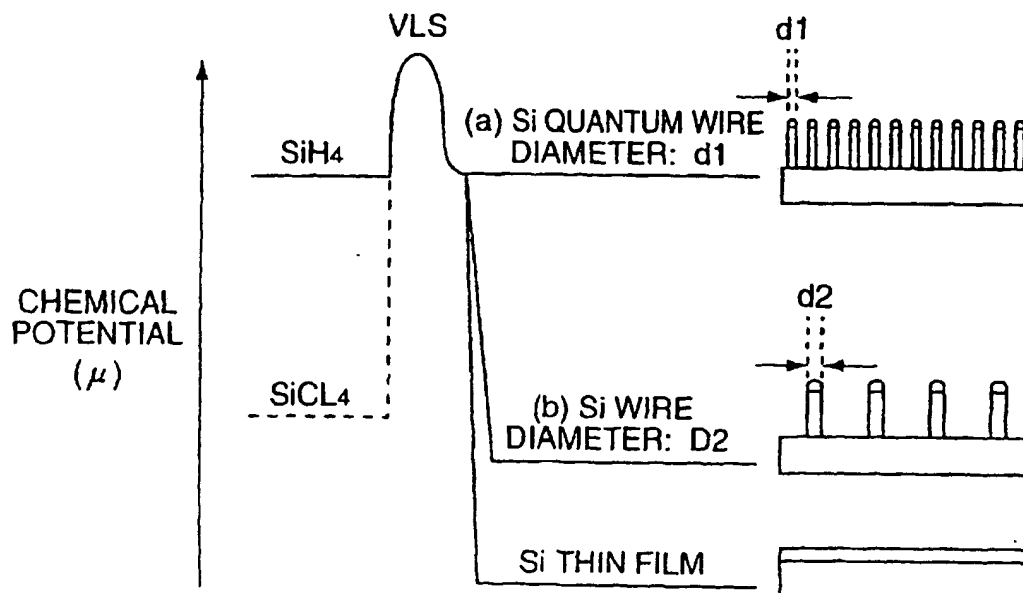 VLS
d1
(a) Si QUANTUM WIRE
DIAMETER: d1
SiH4
CHEMICAL
POTENTIAL
(μ)
d2
SiCL4
(b) Si WIRE
DIAMETER: D2
Si THIN FILM